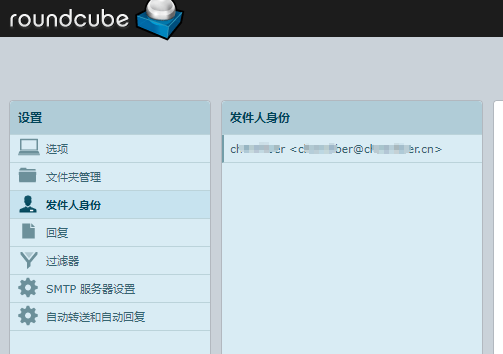 roundcube
设置
选项
文件夹管理
发件人身份
回复
过滤器
SMTP 服务器设置
自动转送和自动回复
发件人身份